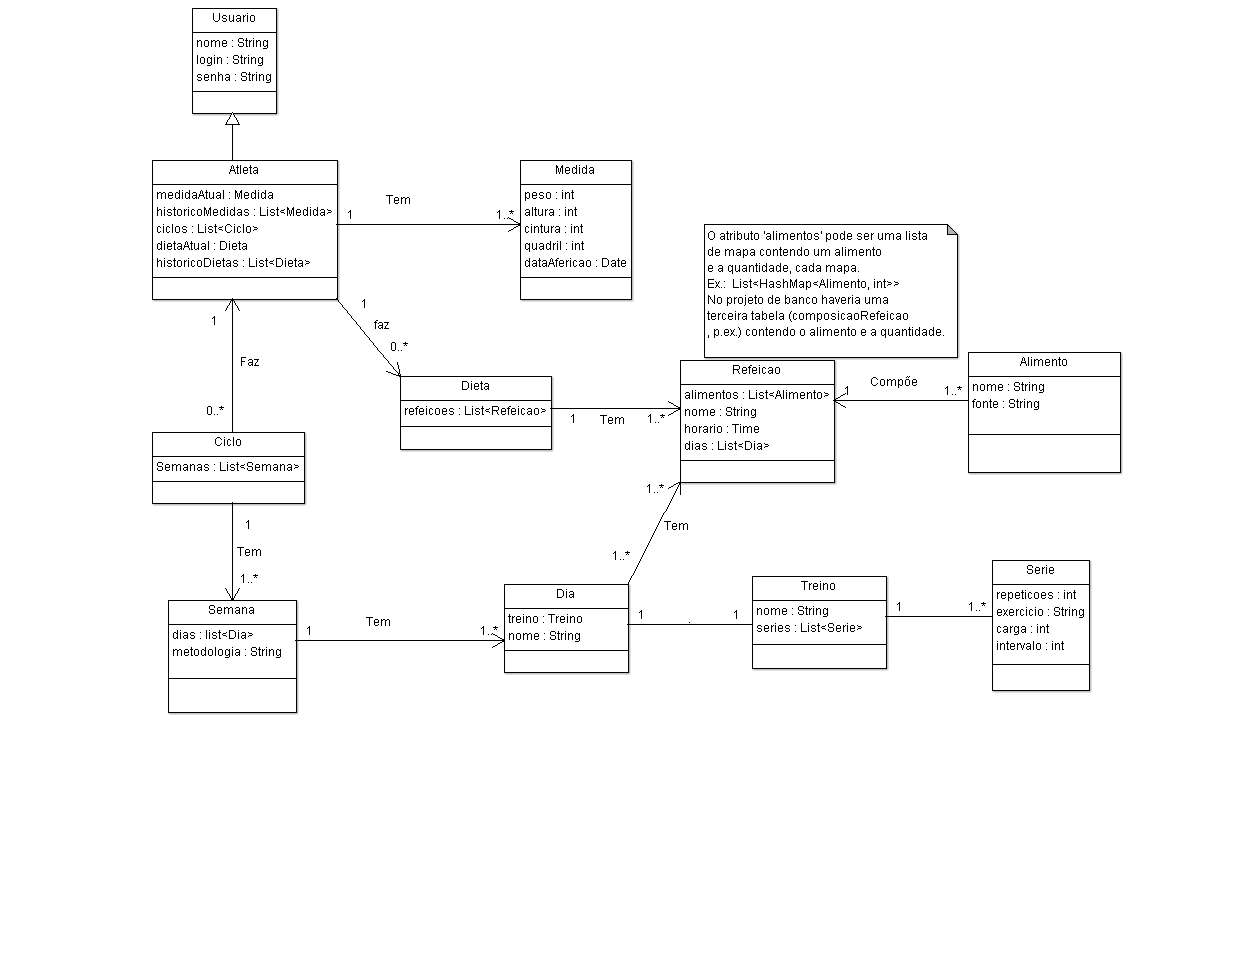 Usuario
nome : String
login : String
senha : String
Atleta
medidaAtual : Medida
historicoMedidas : List<Medida>
ciclos : List<Ciclo>
dietaAtual : Dieta
historicoDietas : List<Dieta>
Tem
1
1..*
Medida
peso : int
altura : int
cintura : int
quadril : int
dataAfericao : Date
O atributo 'alimentos' pode ser uma lista
de mapa contendo um alimento
e a quantidade, cada mapa.
Ex.: List<HashMap<Alimento, int>>
No projeto de banco haveria uma
terceira tabela (composicaoRefeicao
, p.ex.) contendo o alimento e a quantidade.
1
faz
0..*
1
Faz
0..*
Dieta
refeicoes : List<Refeicao>
1
Tem
1..*
Refeicao
alimentos : List<Alimento>
nome : String
horario : Time
dias : List<Dia>
1
Compõe
1..*
Alimento
nome : String
fonte : String
Ciclo
Semanas : List<Semana>
1
Tem
1..*
1..*
Tem
1..*
Semana
dias : list<Dia>
metodologia : String
1
Tem
1..*
Dia
treino : Treino
nome : String
1
.
1
Treino
nome : String
series : List<Serie>
1
1..*
Serie
repeticoes : int
exercicio : String
carga : int
intervalo : int